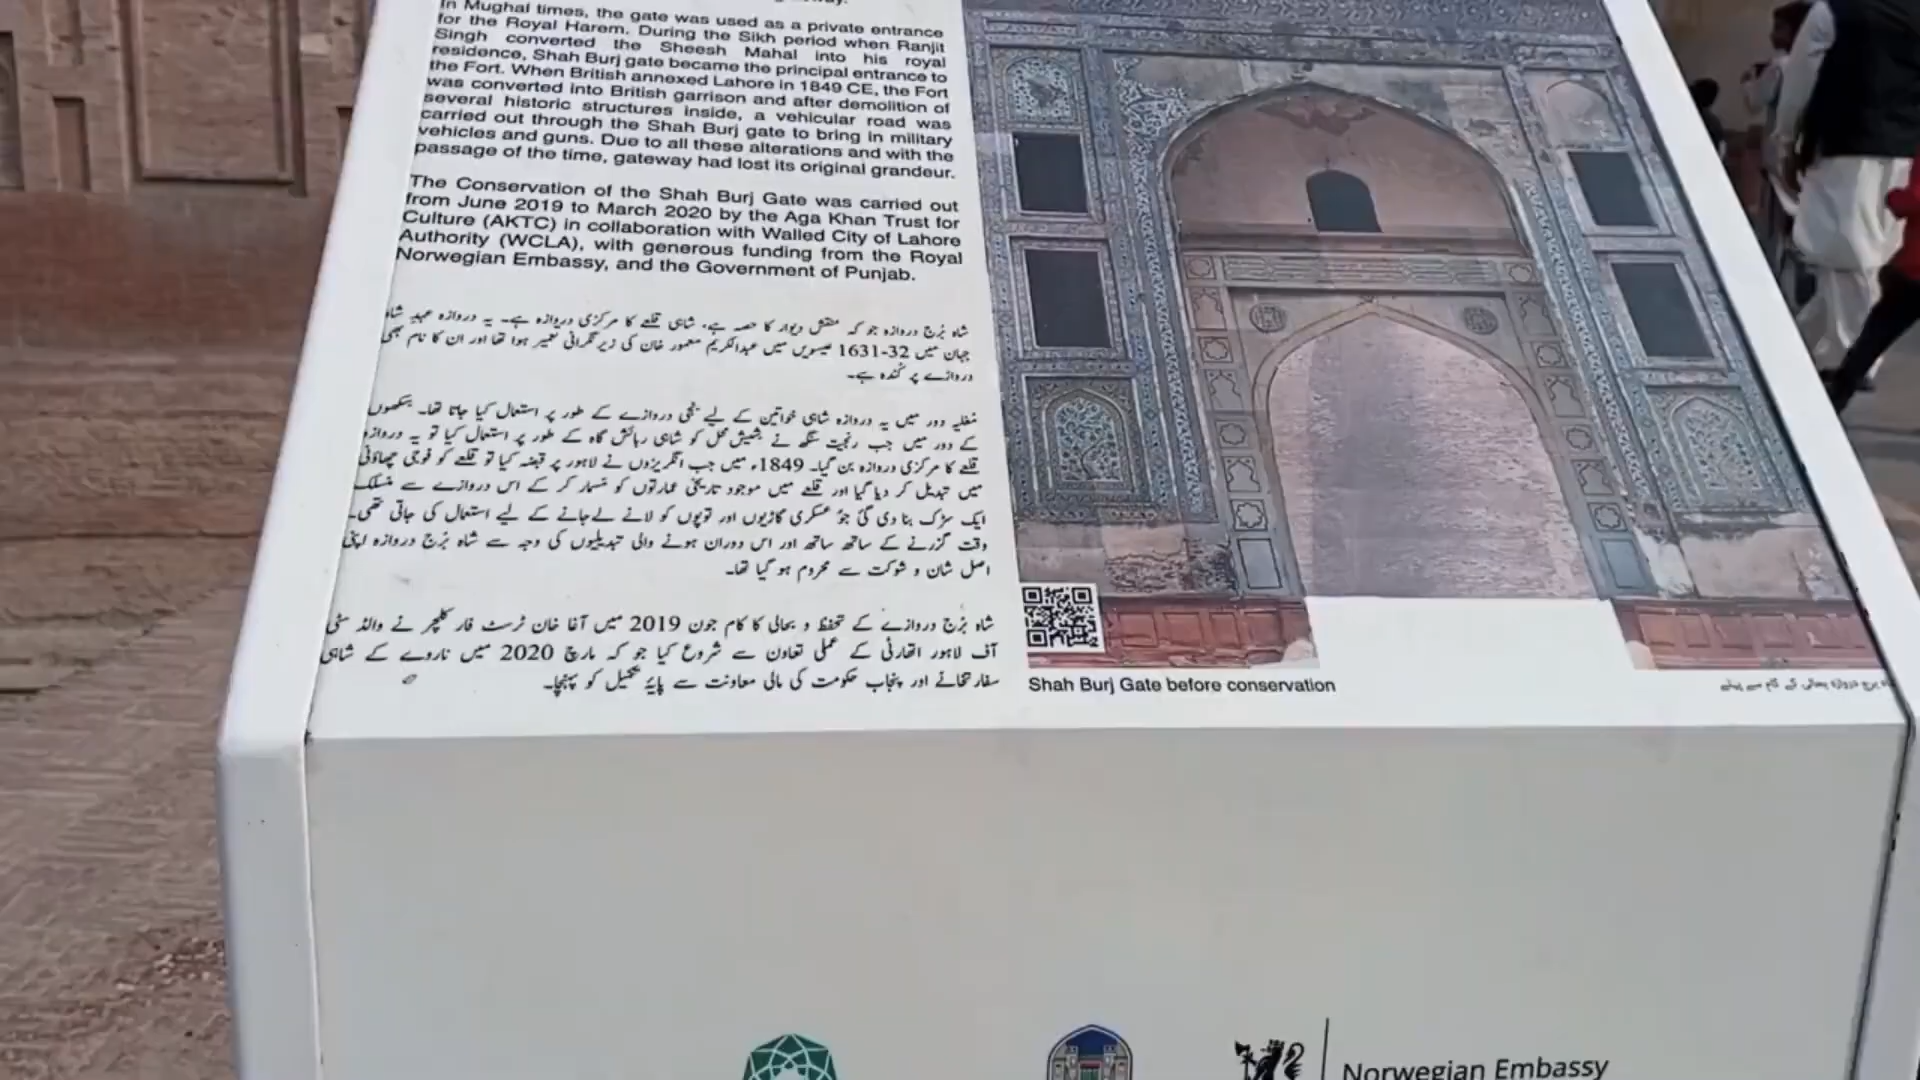 In Mughal times, the gate was used as a private entrance
for the Royal Harem. During the Sikh period when Ranjit
Singh converted the Sheesh Mahal into his royal
residence, Shah Burj gate became the principal entrance to
the Fort. When British annexed Lahore in 1849 CE, the Fort
was converted into British garrison and after demolition of
several historic structures inside, a vehicular road was
carried out through the Shah Burj gate to bring in military
vehicles and guns. Due to all these alterations and with the
passage of the time, gateway had lost its original grandeur.
The Conservation of the Shah Burj Gate was carried out
from June 2019 to March 2020 by the Aga Khan Trust for
Culture (AKTC) in collaboration with Walled City of Lahore
Authority (WCLA), with generous funding from the Royal
Norwegian Embassy, and the Government of Punjab.
شاہ بُرج دروازہ جو کہ منقش دیوار کا حصہ ہے، شاہی قلعے کا مرکزی دروازہ ہے۔ یہ دروازہ عہدِ شاہ
جہان میں 32-1631 عیسویں میں عبدالکریم معمور خان کی زیرِنگرانی تعمیر ہوا تھا اور ان کا نام بھی
دروازے پر کُندہ ہے۔
مُغلیہ دور میں یہ دروازہ شاہی خواتین کے لیے نجی دروازے کے طور پر استعمال کیا جاتا تھا۔ سکھوں
کے دور میں جب رنجیت سنگھ نے شیش محل کو شاہی رہائش گاہ کے طور پر استعمال کیا تو یہ دروازہ
قلعے کا مرکزی دروازہ بن گیا۔ 1849ء میں جب انگریزوں نے لاہور پر قبضہ کیا تو قلعے کو فوجی چھاؤنی
میں تبدیل کر دیا گیا اور قلعے میں موجود تاریخی عمارتوں کو مسمار کر کے اس دروازے سے منسلک
ایک سڑک بنا دی گئی جو عسکری گاڑیوں اور توپوں کو لانے لے جانے کے لیے استعمال کی جاتی تھی۔
وقت گزرنے کے ساتھ ساتھ اور اس دوران ہونے والی تبدیلیوں کی وجہ سے شاہ بُرج دروازہ اپنی
اصل شان و شوکت سے محروم ہو گیا تھا۔
شاہ بُرج دروازے کے تحفظ و بحالی کا کام جون 2019 میں آغا خان ٹرسٹ فار کلچر نے والڈ سٹی
آف لاہور اتھارٹی کے عملی تعاون سے شروع کیا جو کہ مارچ 2020 میں ناروے کے شاہی
سفارتخانے اور پنجاب حکومت کی مالی معاونت سے پایۂ تکمیل کو پہنچا۔
Shah Burj Gate before conservation
Norwegian Embassy